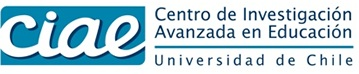 ciae
Centro de Investigación
Avanzada en Educación
Universidad de Chile